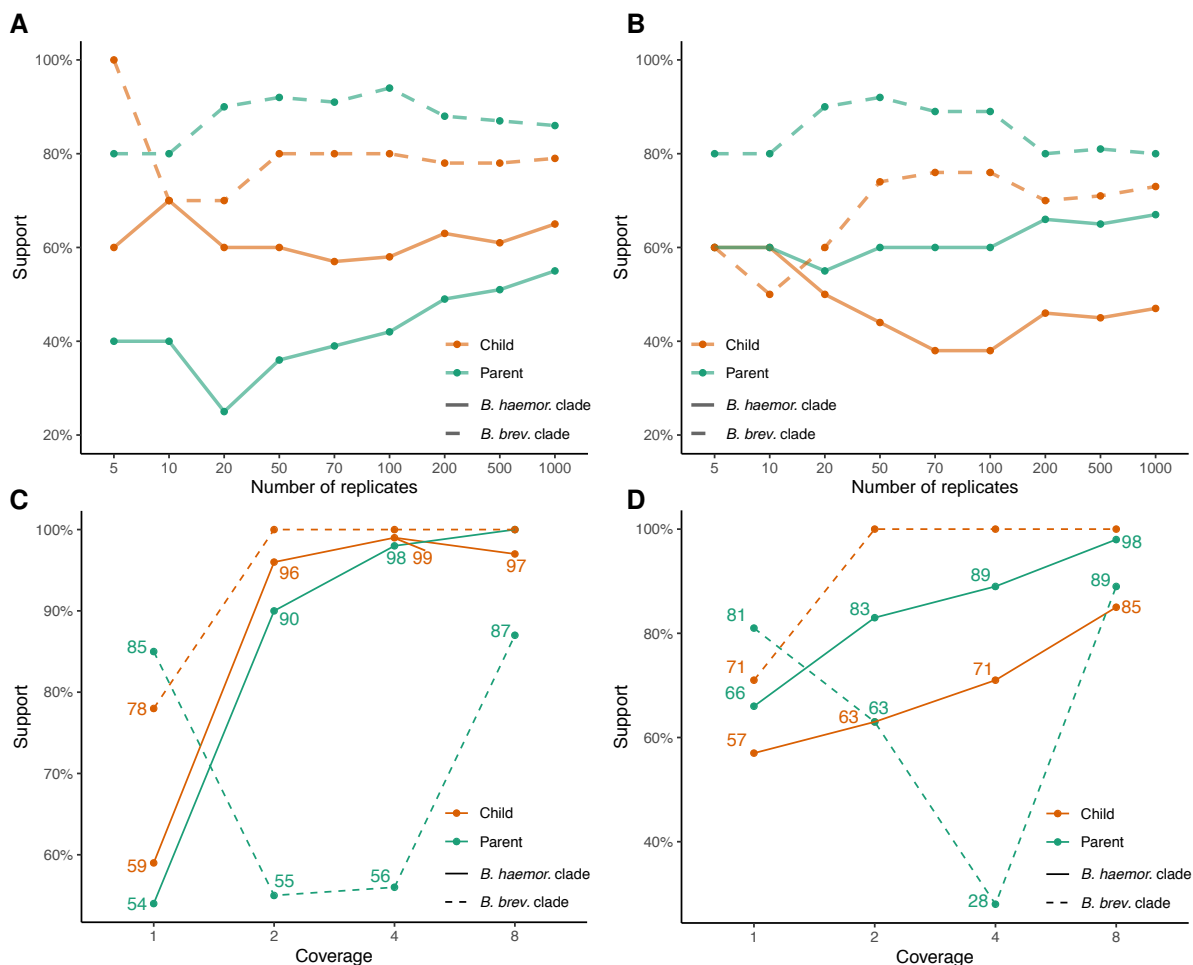 A
B
100%
80%
60%
40%
20%
Support
Child
Parent
B. haemor. clade
B. brev. clade
5 10 20 50 70 100 200 500 1000
Number of replicates
100%
80%
60%
40%
20%
Support
Child
Parent
B. haemor. clade
B. brev. clade
5 10 20 50 70 100 200 500 1000
Number of replicates
C
D
100%
90%
80%
70%
60%
Support
85
78
59
54
96
90
55
98
99
56
97
87
Child
Parent
B. haemor. clade
B. brev. clade
1 2 4 8
Coverage
100%
80%
60%
40%
Support
81
71
66
57
83
63 63
89
71
28
98
89
85
Child
Parent
B. haemor. clade
B. brev. clade
1 2 4 8
Coverage